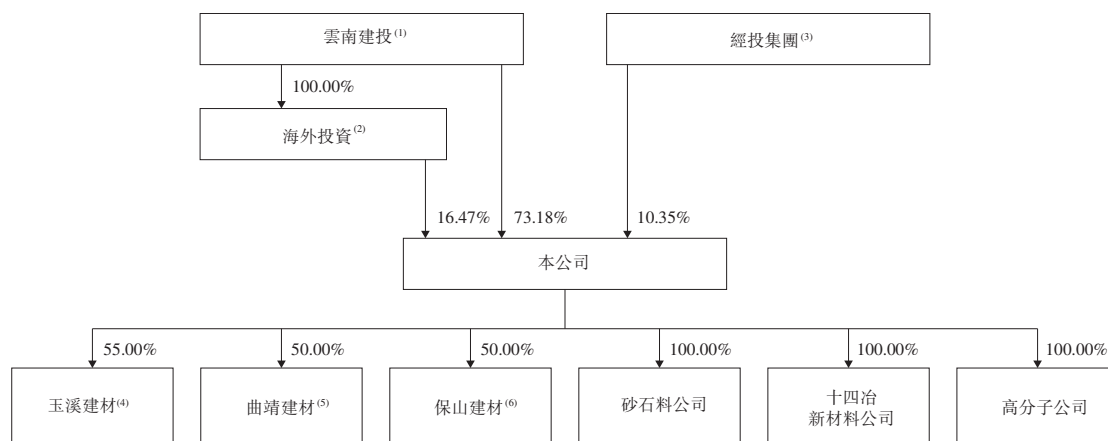 雲南建投(1)
經投集團(3)
100.00%
海外投資(2)
16.47%
73.18%
10.35%
本公司
55.00%
50.00%
50.00%
100.00%
100.00%
100.00%
玉溪建材(4)
曲靖建材(5)
保山建材(6)
砂石料公司
十四冶
新材料公司
高分子公司